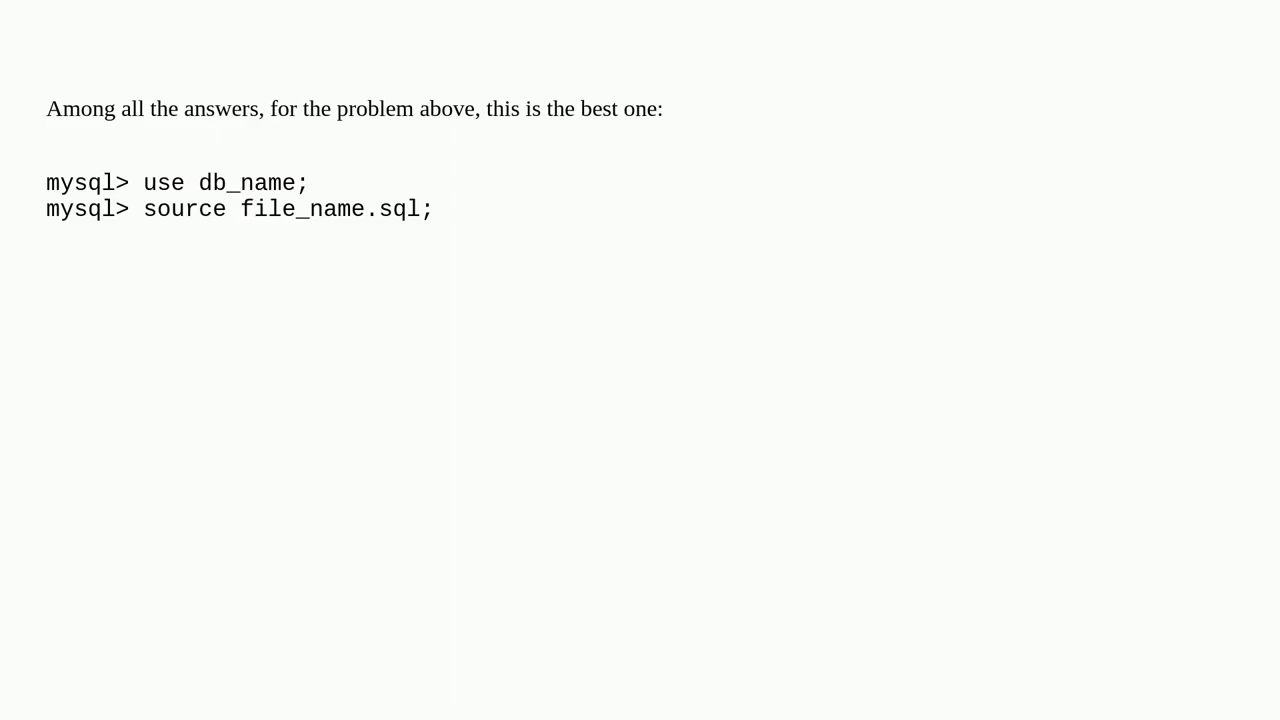 Among all the answers, for the problem above, this is the best one:
mysql> use db_name;
mysql> source file_name.sql;